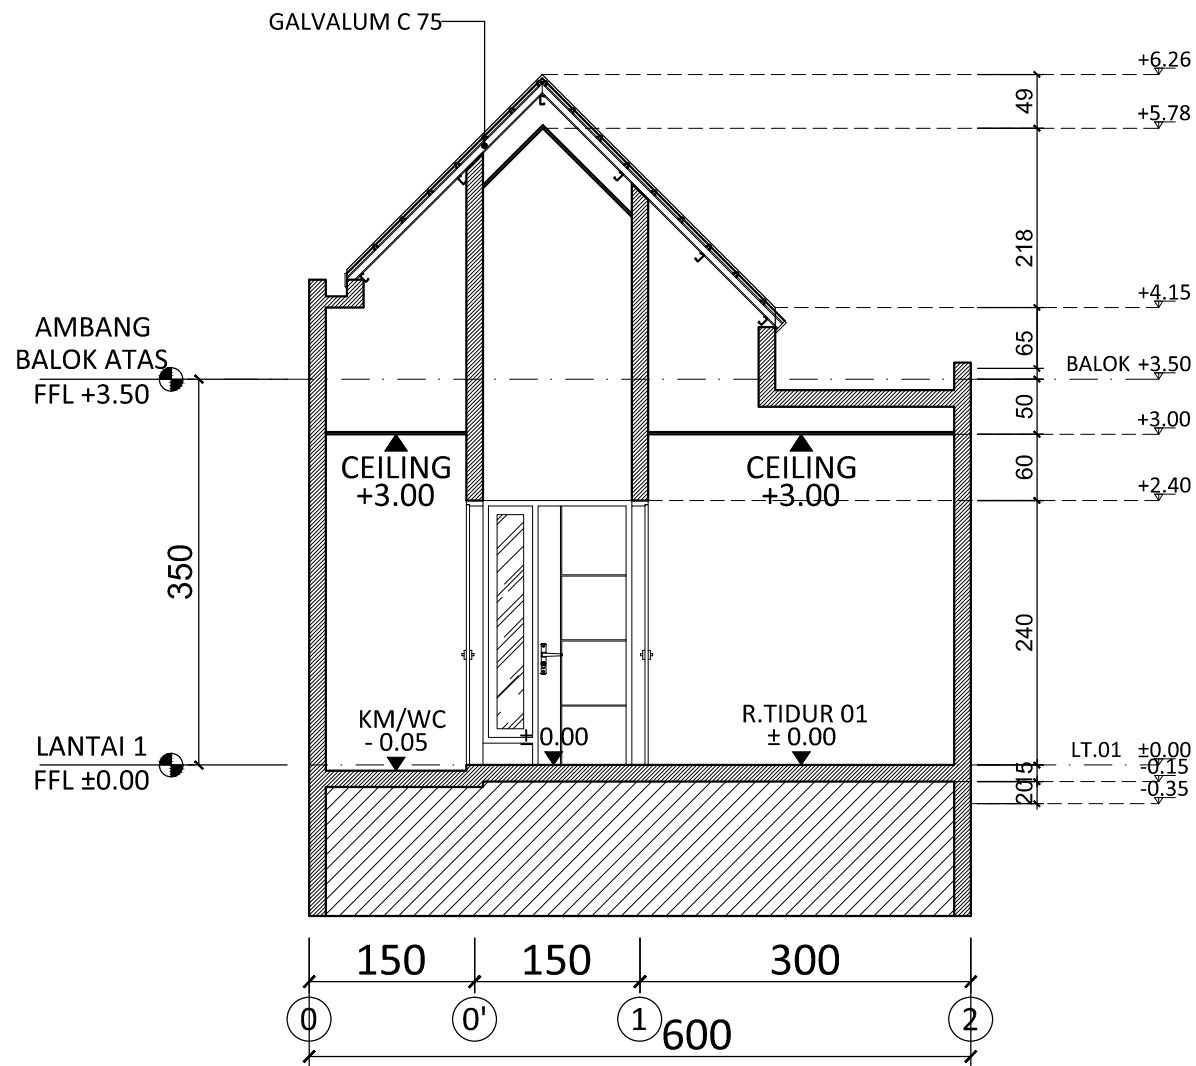 GALVALUM C 75
+6.26
49
+5.78
218
+4.15
AMBANG
BALOK ATAS
FFL +3.50
65
BALOK +3.50
50
+3.00
CEILING
+3.00
CEILING
+3.00
60
+2.40
350
240
KM/WC
- 0.05
± 0.00
R.TIDUR 01
± 0.00
LANTAI 1
FFL ±0.00
LT.01 ±0.00
15
-0.15
20
-0.35
150 150 300
0 0' 1 2
600